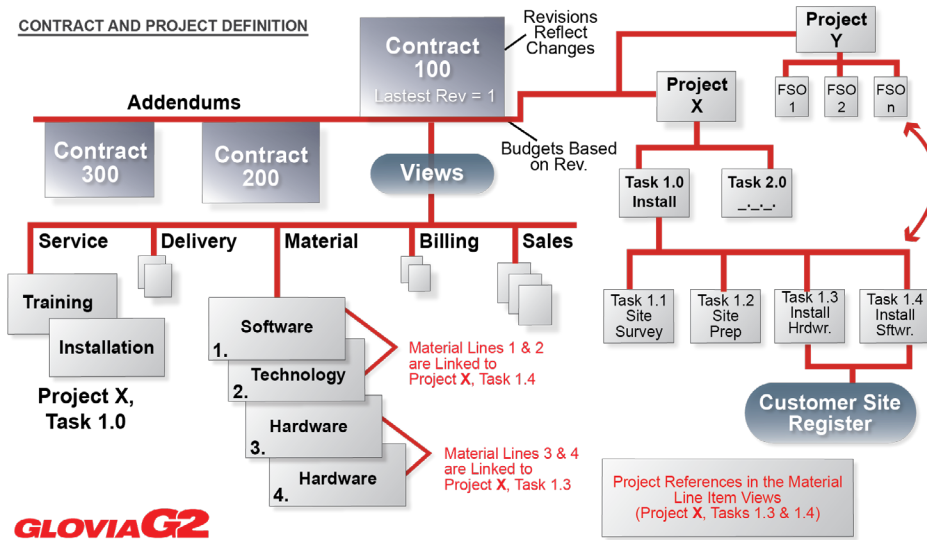 CONTRACT AND PROJECT DEFINITION
Contract
100
Lastest Rev = 1
Revisions
Reflect
Changes
Project
Y
FSO
1
FSO
2
FSO
n
Project
X
Addendums
Contract
300
Contract
200
Budgets Based
on Rev.
Views
Task 1.0
Install
Task 2.0
_._._.
Service
Delivery
Material
Billing
Sales
Training
Installation
Project X,
Task 1.0
Software
1.
Technology
2.
Hardware
3.
Hardware
4.
Material Lines 1 & 2
are Linked to
Project X, Task 1.4
Material Lines 3 & 4
are Linked to
Project X, Task 1.3
Task 1.1
Site
Survey
Task 1.2
Site
Prep
Task 1.3
Install
Hrdwr.
Task 1.4
Install
Sftwr.
Customer Site
Register
Project References in the Material
Line Item Views
(Project X, Tasks 1.3 & 1.4)
GLOVIA G2